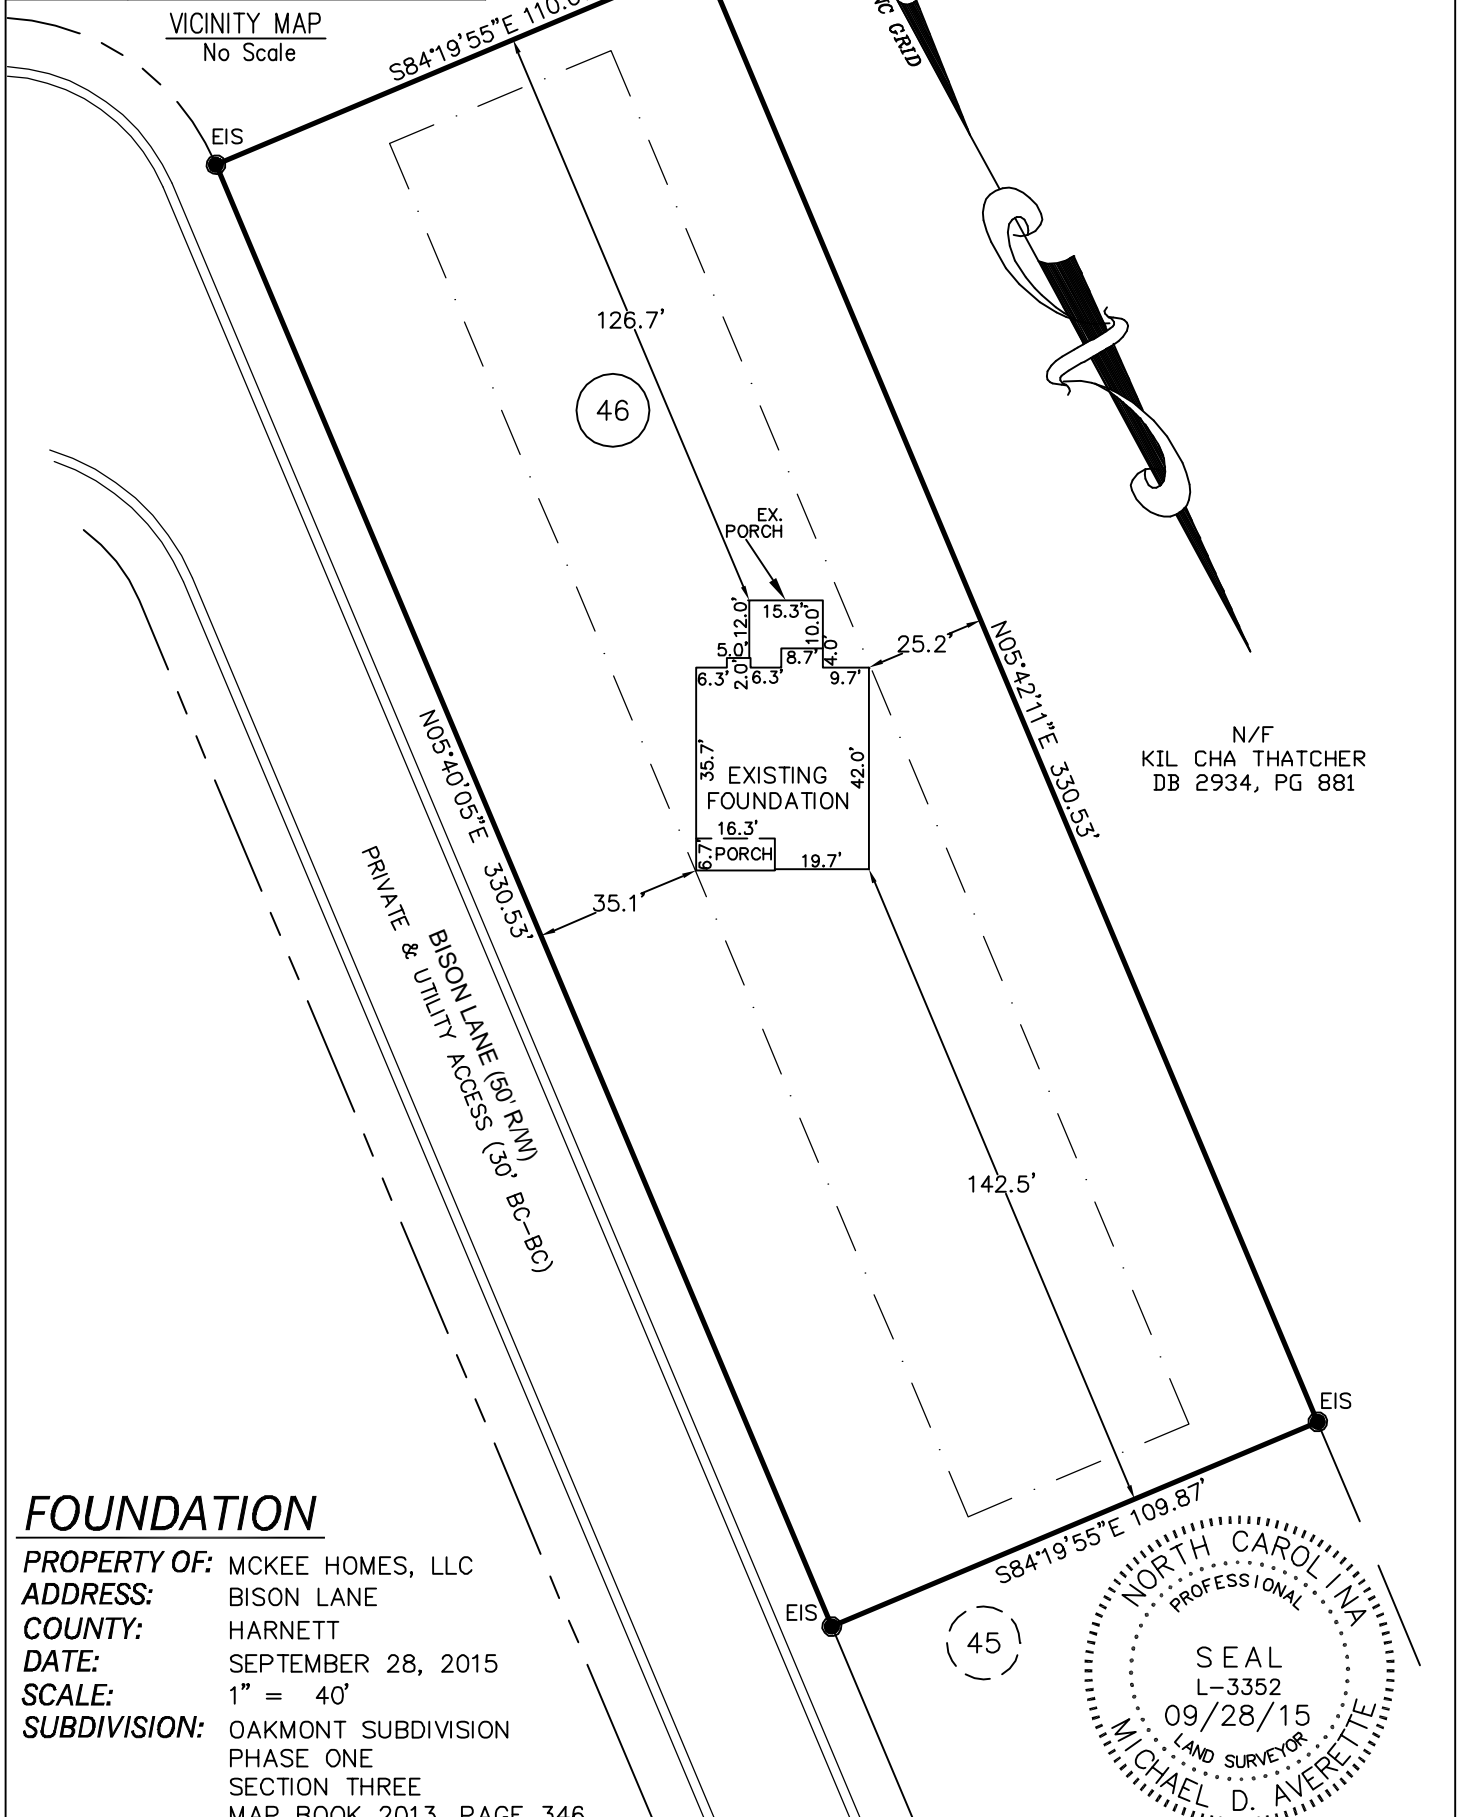 VICINITY MAP
No Scale
S84°19'55"E 110.
NC GRID
EIS
126.7'
46
EX.
PORCH
15.3'
12.0'
10.0'
5.0'
8.7'
4.0'
6.3'
2.0'
6.3'
9.7'
25.2'
N05°42'11"E 330.53'
N/F
KIL CHA THATCHER
DB 2934, PG 881
N05°40'05"E 330.53'
35.7'
EXISTING
FOUNDATION
42.0'
16.3'
6.7'
PORCH
19.7'
35.1'
BISON LANE (50' R/W)
PRIVATE & UTILITY ACCESS (30' BC-BC)
142.5'
EIS
S84°19'55"E 109.87'
EIS
45
FOUNDATION
PROPERTY OF: MCKEE HOMES, LLC
ADDRESS: BISON LANE
COUNTY: HARNETT
DATE: SEPTEMBER 28, 2015
SCALE: 1" = 40'
SUBDIVISION: OAKMONT SUBDIVISION
PHASE ONE
SECTION THREE
MAP BOOK 2013, PAGE 346
NORTH CAROLINA
PROFESSIONAL
SEAL
L-3352
09/28/15
LAND SURVEYOR
MICHAEL D. AVERETTE